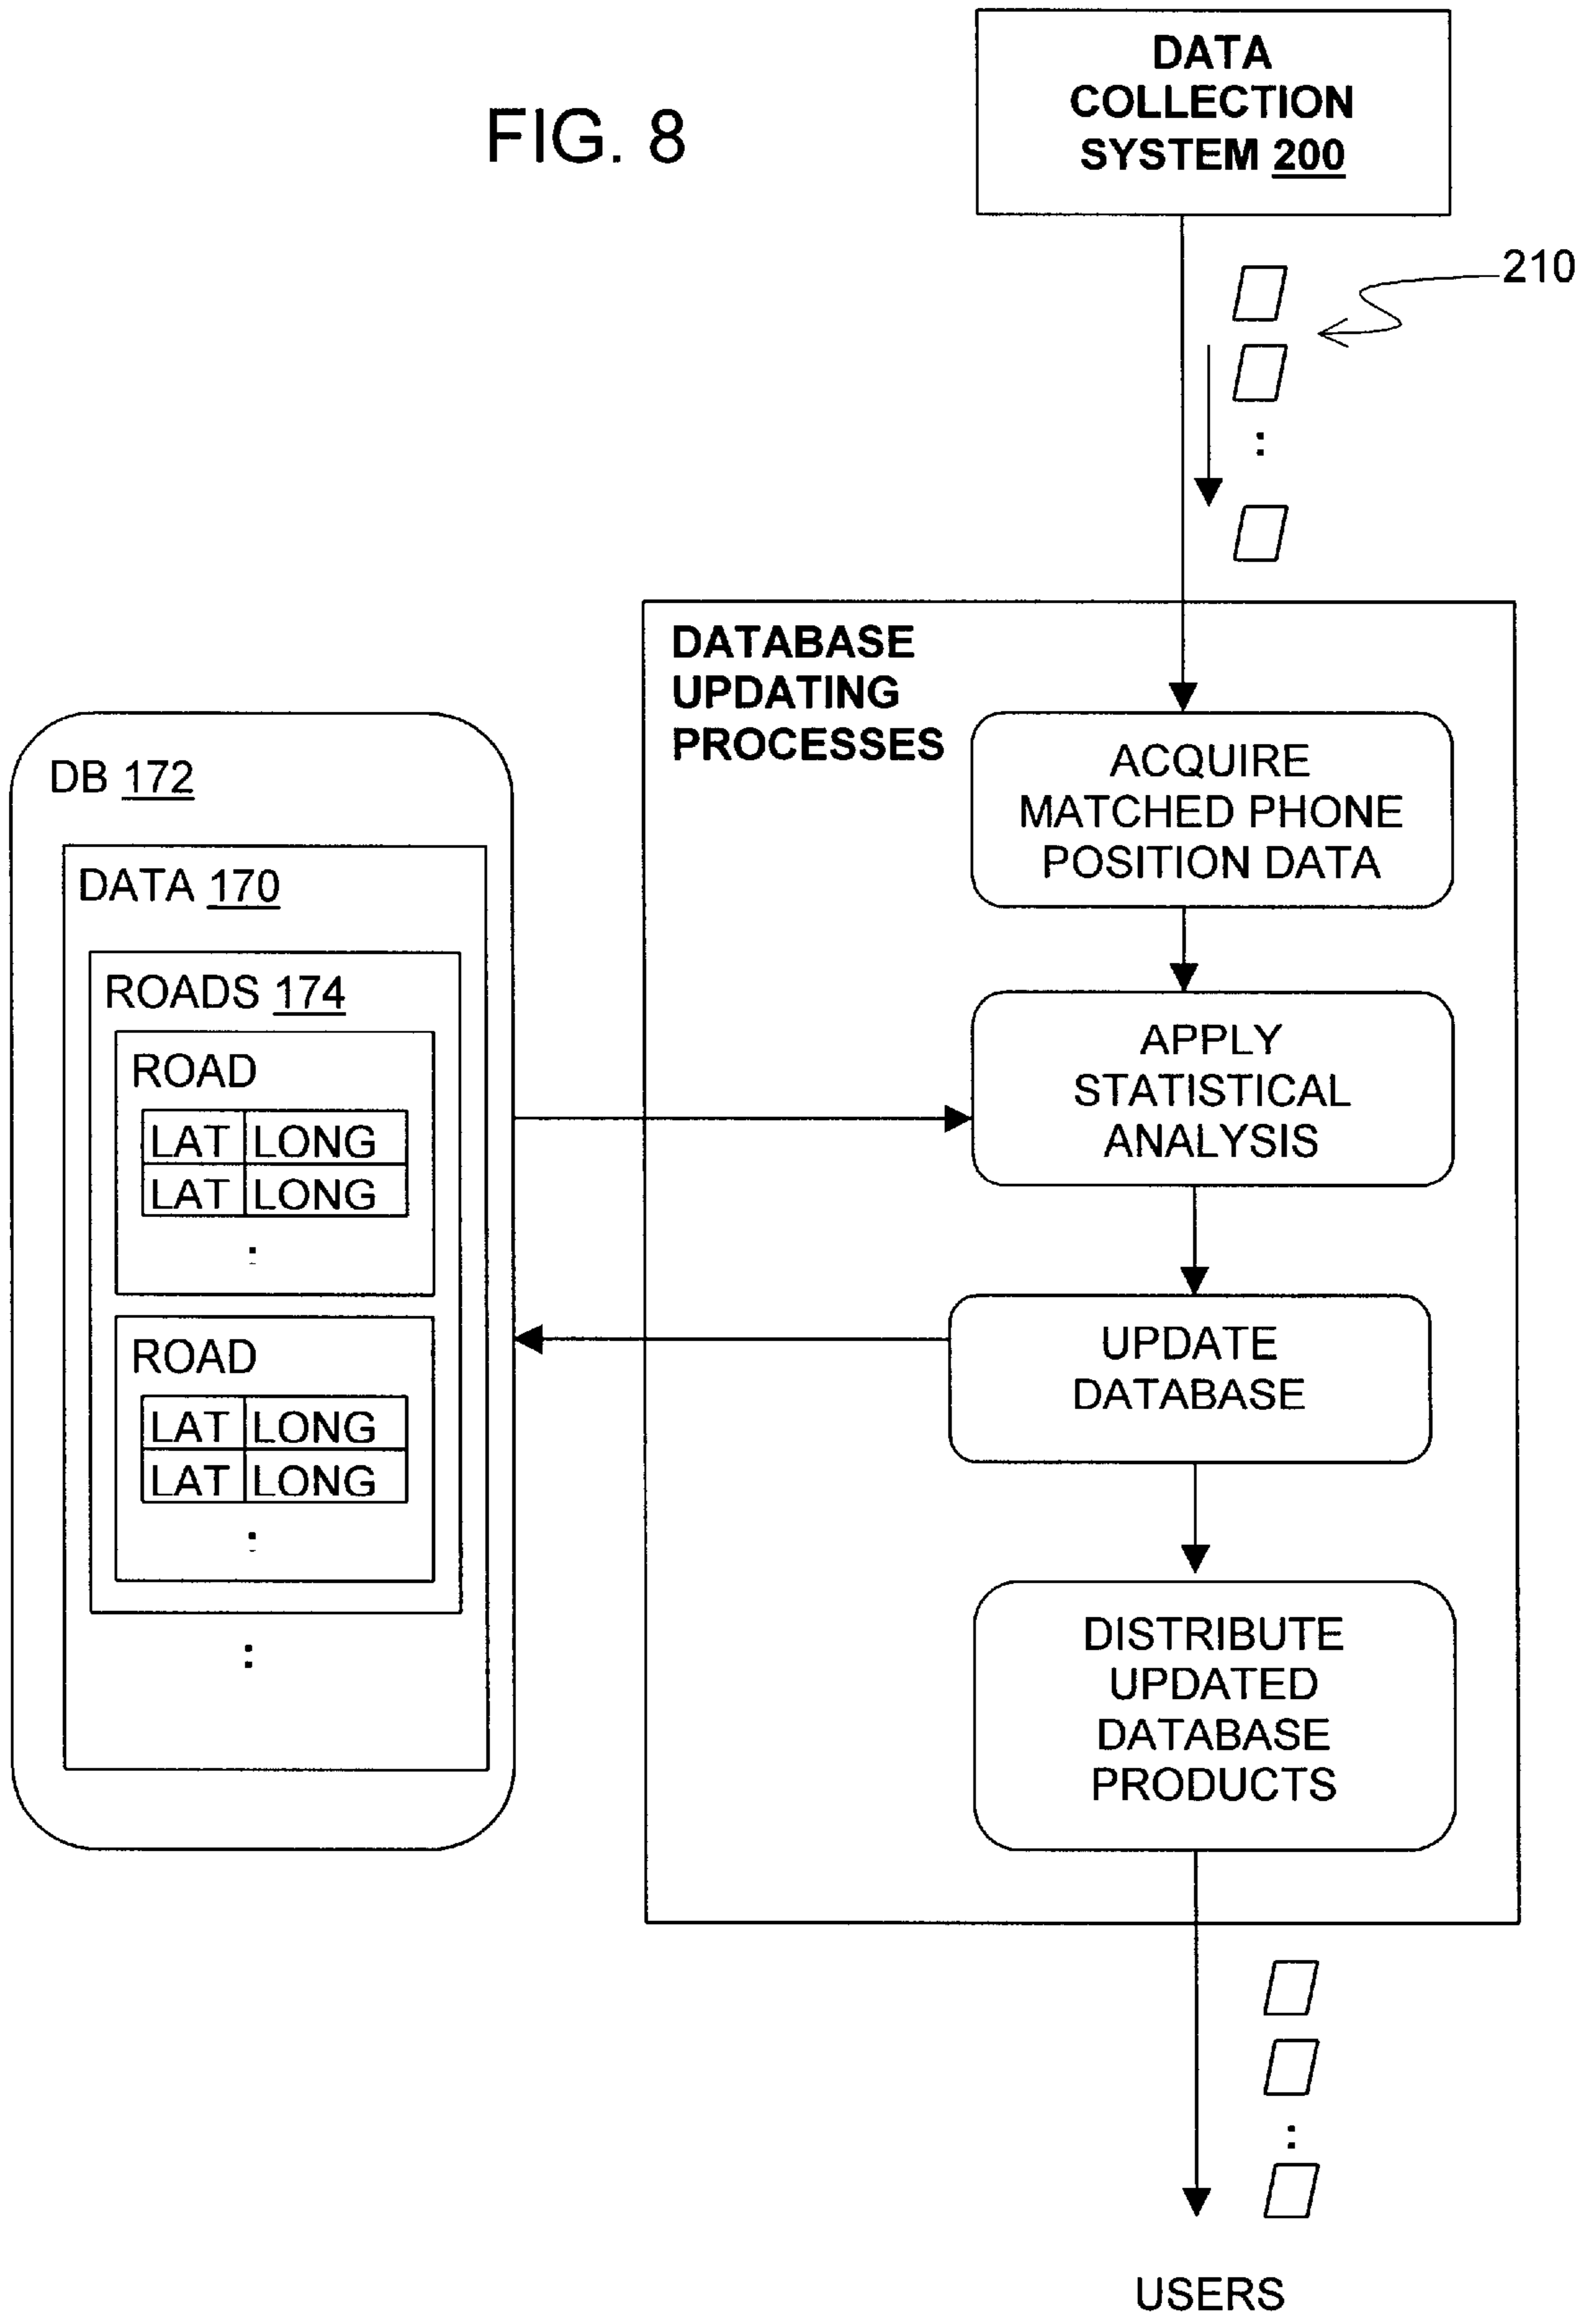 FIG. 8
DATA
COLLECTION
SYSTEM 200
210
DATABASE
UPDATING
PROCESSES
ACQUIRE
MATCHED PHONE
POSITION DATA
APPLY
STATISTICAL
ANALYSIS
UPDATE
DATABASE
DISTRIBUTE
UPDATED
DATABASE
PRODUCTS
DB 172
DATA 170
ROADS 174
ROAD
LAT LONG
LAT LONG
:
ROAD
LAT LONG
LAT LONG
:
:
USERS